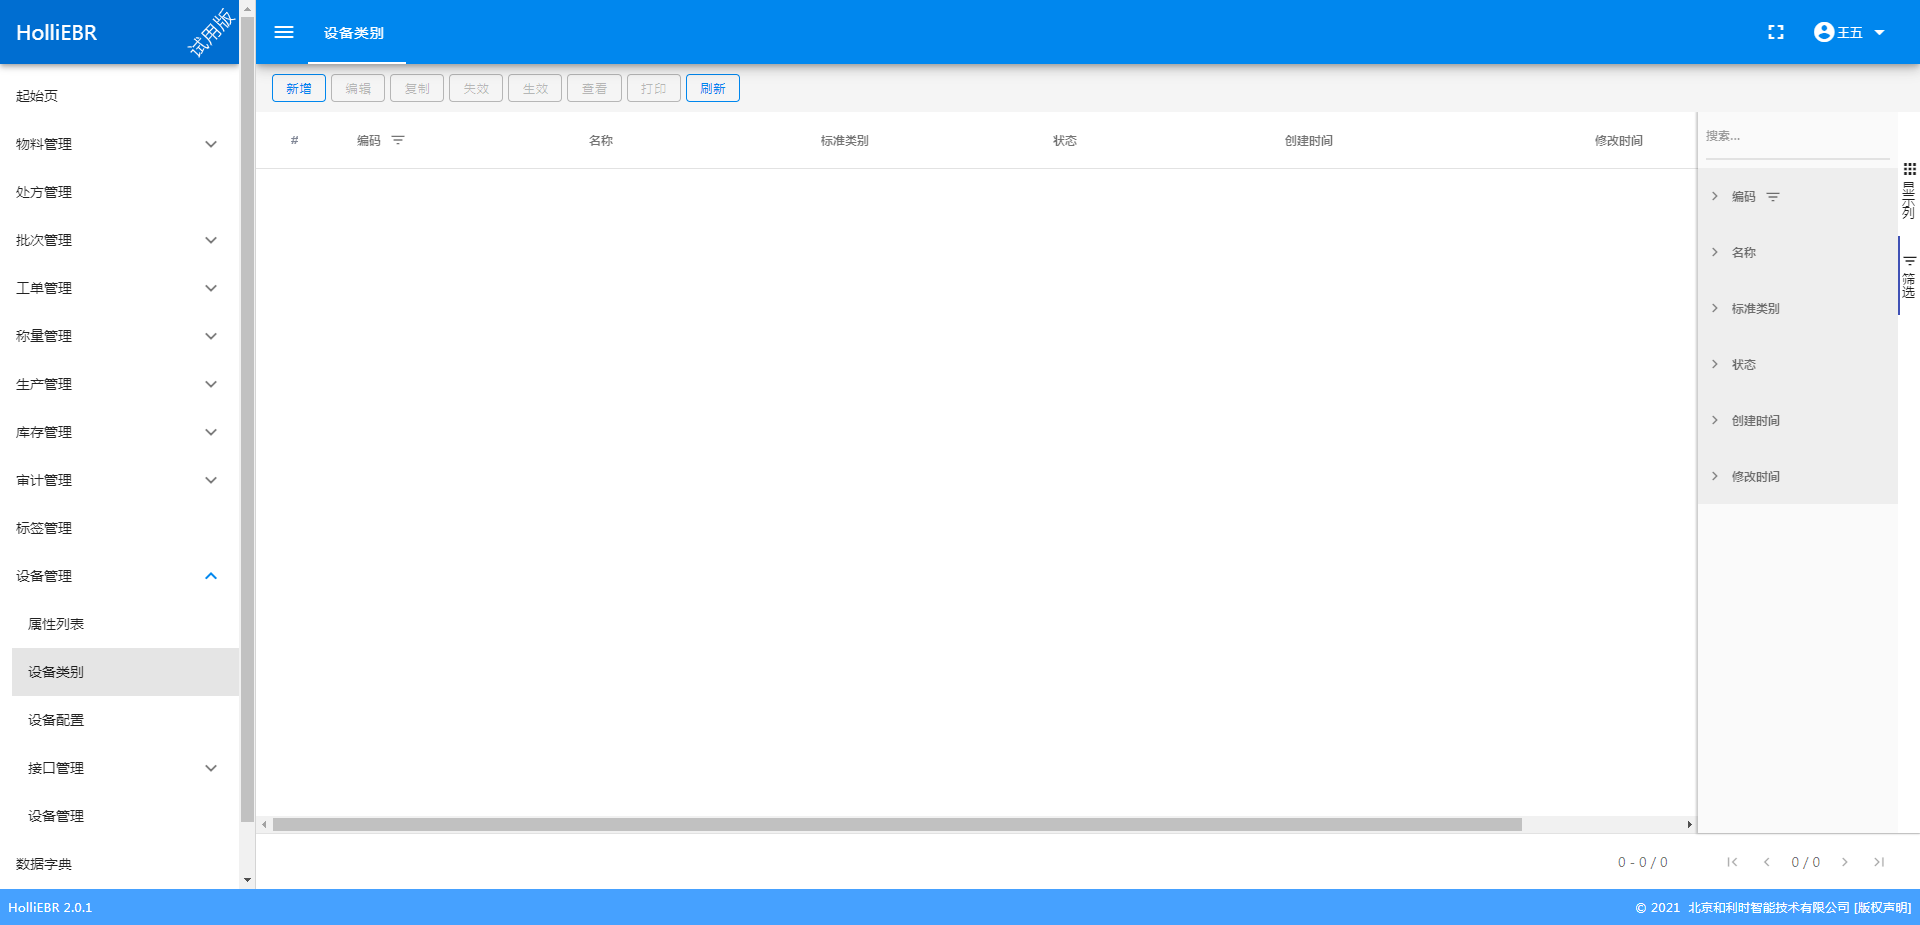 HolliEBR
试用版
设备类别
王五
起始页
物料管理
处方管理
批次管理
工单管理
称量管理
生产管理
库存管理
审计管理
标签管理
设备管理
属性列表
设备类别
设备配置
接口管理
设备管理
数据字典
新增 编辑 复制 失效 生效 查看 打印 刷新
# 编码 名称 标准类别 状态 创建时间 修改时间
搜索...
编码
名称
标准类别
状态
创建时间
修改时间
显示列
筛选
0 - 0 / 0 0 / 0
HolliEBR 2.0.1
© 2021 北京和利时智能技术有限公司 [版权声明]